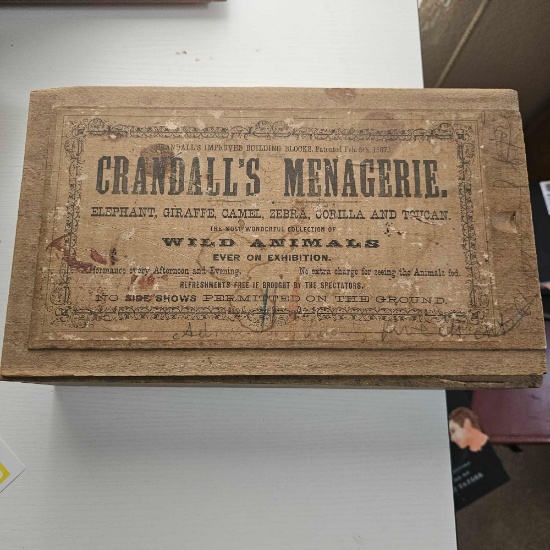 CRANDALL'S IMPROVED BUILDING BLOCKS, Patented Feb. 5th, 1867.
CRANDALL'S MENAGERIE.
ELEPHANT, GIRAFFE, CAMEL, ZEBRA, GORILLA AND TOUCAN.
THE MOST WONDERFUL COLLECTION OF
WILD ANIMALS
EVER ON EXHIBITION.
Performance every Afternoon and Evening. No extra charge for seeing the Animals fed.
REFRESHMENTS FREE IF BROUGHT BY THE SPECTATORS.
NO SIDE SHOWS PERMITTED ON THE GROUND.